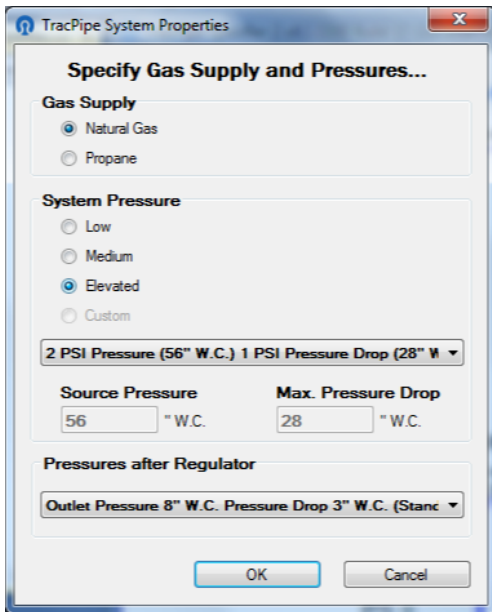 TracPipe System Properties
Specify Gas Supply and Pressures...
Gas Supply
Natural Gas
Propane
System Pressure
Low
Medium
Elevated
Custom
2 PSI Pressure (56" W.C.) 1 PSI Pressure Drop (28" W
Source Pressure Max. Pressure Drop
56 " W.C. 28 " W.C.
Pressures after Regulator
Outlet Pressure 8" W.C. Pressure Drop 3" W.C. (Stand
OK Cancel